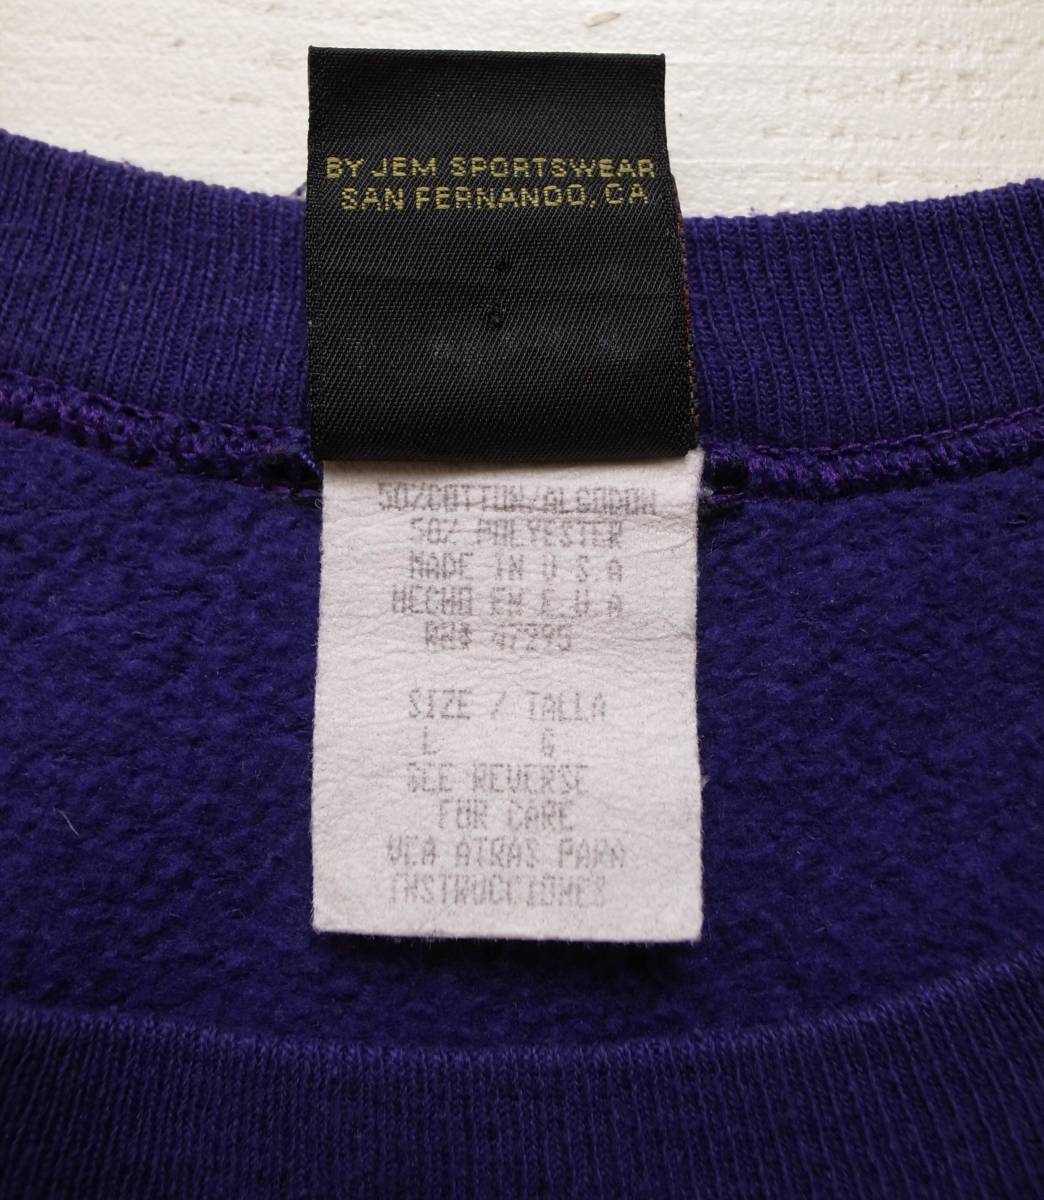 BY JEM SPORTSWEAR
SAN FERNANDO, CA
50%COTTON/ALGODON
50% POLYESTER
MADE IN U.S.A
HECHO EN E.U.A
RN# 47295
SIZE / TALLA
L G
SEE REVERSE
FOR CARE
VEA ATRAS PARA
INSTRUCCIONES